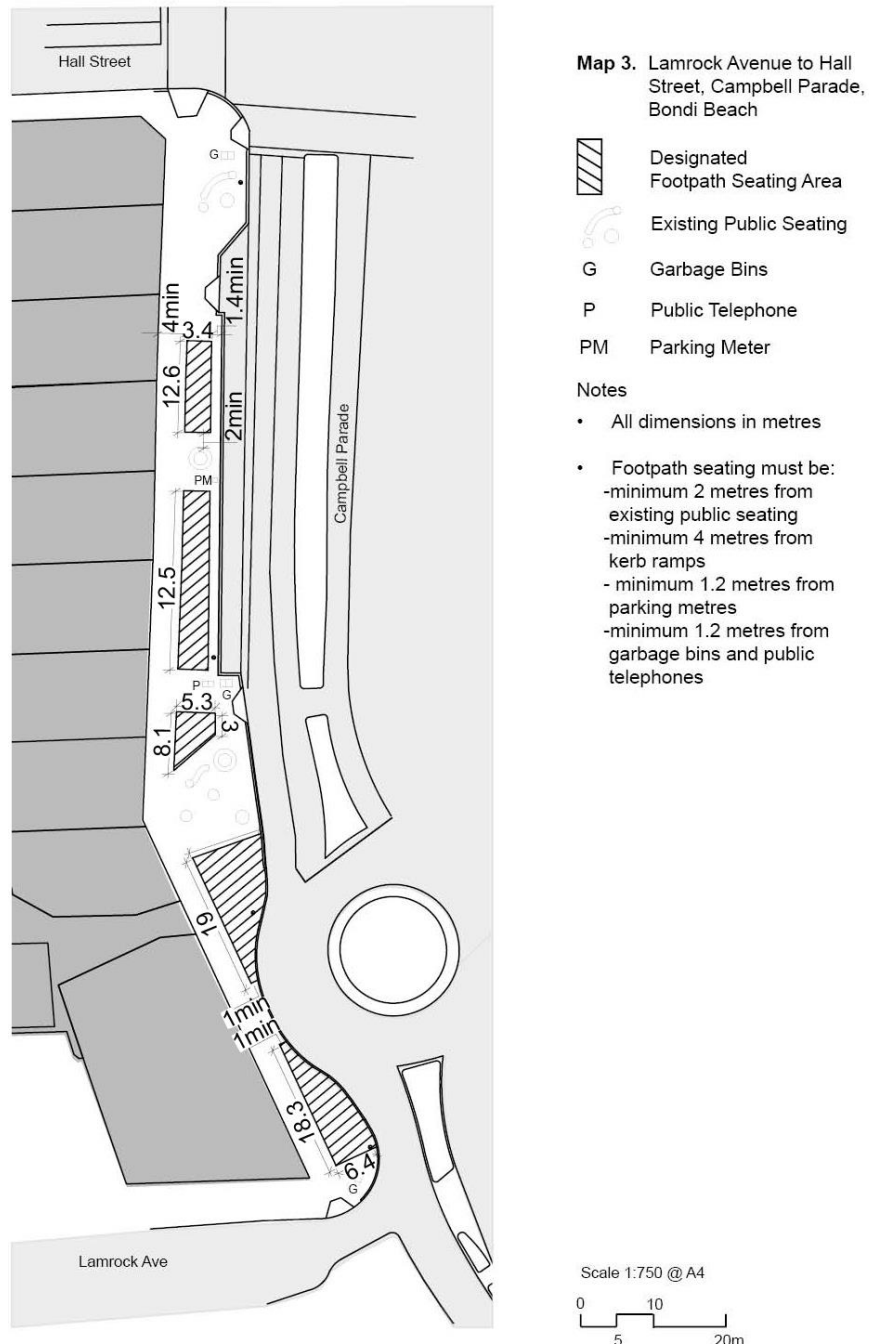 Hall Street
G
4min
3.4
1.4min
12.6
2min
PM
Campbell Parade
12.5
P
G
5.3
3
8.1
19
1min
1min
18.3
6.4
G
Lamrock Ave
Map 3. Lamrock Avenue to Hall
Street, Campbell Parade,
Bondi Beach
Designated
Footpath Seating Area
Existing Public Seating
G Garbage Bins
P Public Telephone
PM Parking Meter
Notes
• All dimensions in metres
• Footpath seating must be:
-minimum 2 metres from
existing public seating
-minimum 4 metres from
kerb ramps
- minimum 1.2 metres from
parking metres
-minimum 1.2 metres from
garbage bins and public
telephones
Scale 1:750 @ A4
0 10
5 20m